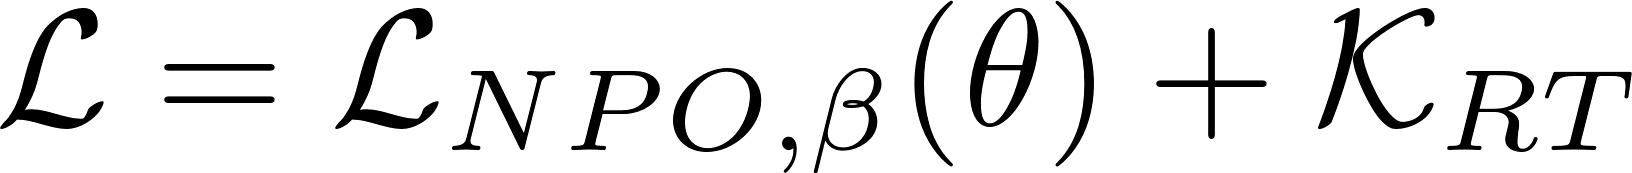 ℒ = ℒ_{NPO,β}(θ) + 𝒦_{RT}